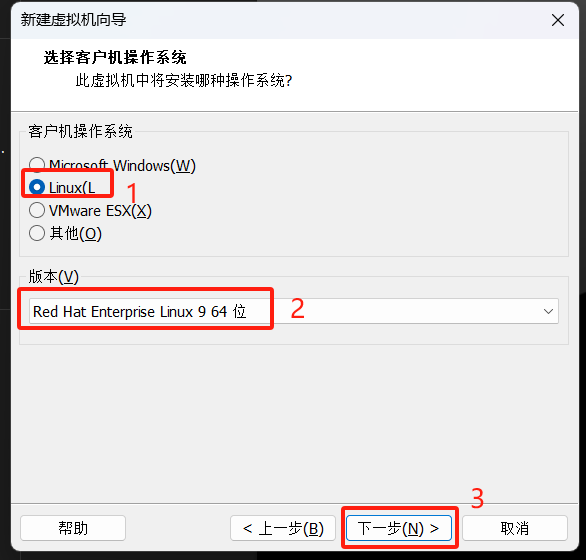 新建虚拟机向导
选择客户机操作系统
此虚拟机中将安装哪种操作系统?
客户机操作系统
Microsoft Windows(W)
Linux(L
1
VMware ESX(X)
其他(O)
版本(V)
Red Hat Enterprise Linux 9 64 位
2
3
帮助
< 上一步(B)
下一步(N) >
取消